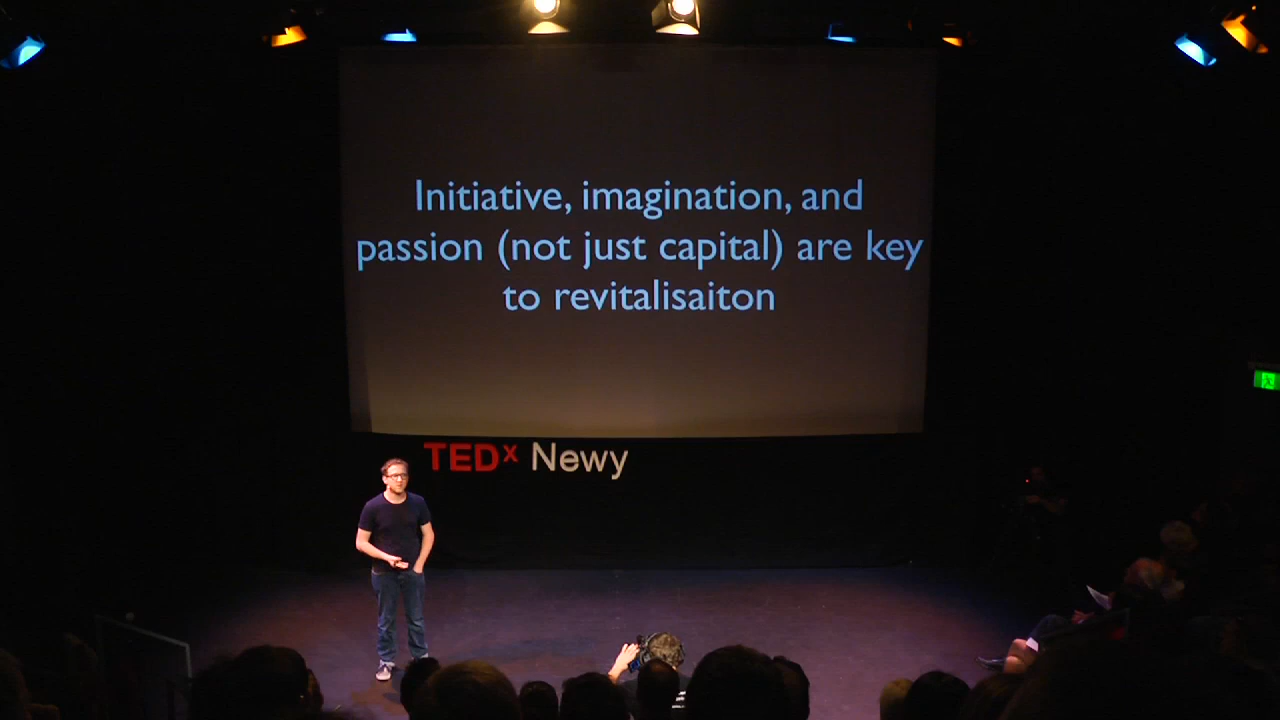 Initiative, imagination, and
passion (not just capital) are key
to revitalisaiton
TEDx Newy